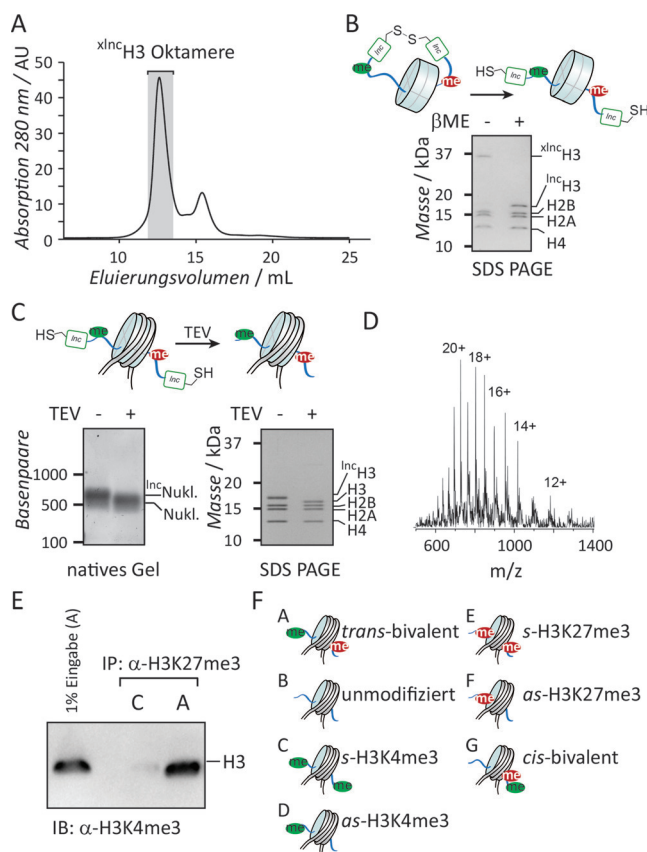 A
xlncH3 Oktamere
Absorption 280 nm / AU
50
40
30
20
10
0
10
15
20
25
Eluierungsvolumen / mL
B
S
S
lnc
lnc
me
me
HS
lnc
me
me
lnc
SH
βME - +
Masse / kDa
37
20
15
10
xlncH3
lncH3
H2B
H2A
H4
SDS PAGE
C
HS
lnc
me
me
lnc
SH
TEV
me
me
TEV - +
Basenpaare
1000
500
100
lncNukl.
Nukl.
natives Gel
TEV - +
Masse / kDa
37
20
15
10
lncH3
H3
H2B
H2A
H4
SDS PAGE
D
20+
18+
16+
14+
12+
600
1000
1400
m/z
E
1% Eingabe (A)
IP: α-H3K27me3
C A
H3
IB: α-H3K4me3
F
A
me
me
trans-bivalent
B
unmodifiziert
C
me
me
s-H3K4me3
D
me
as-H3K4me3
E
me
me
s-H3K27me3
F
me
as-H3K27me3
G
me
me
cis-bivalent